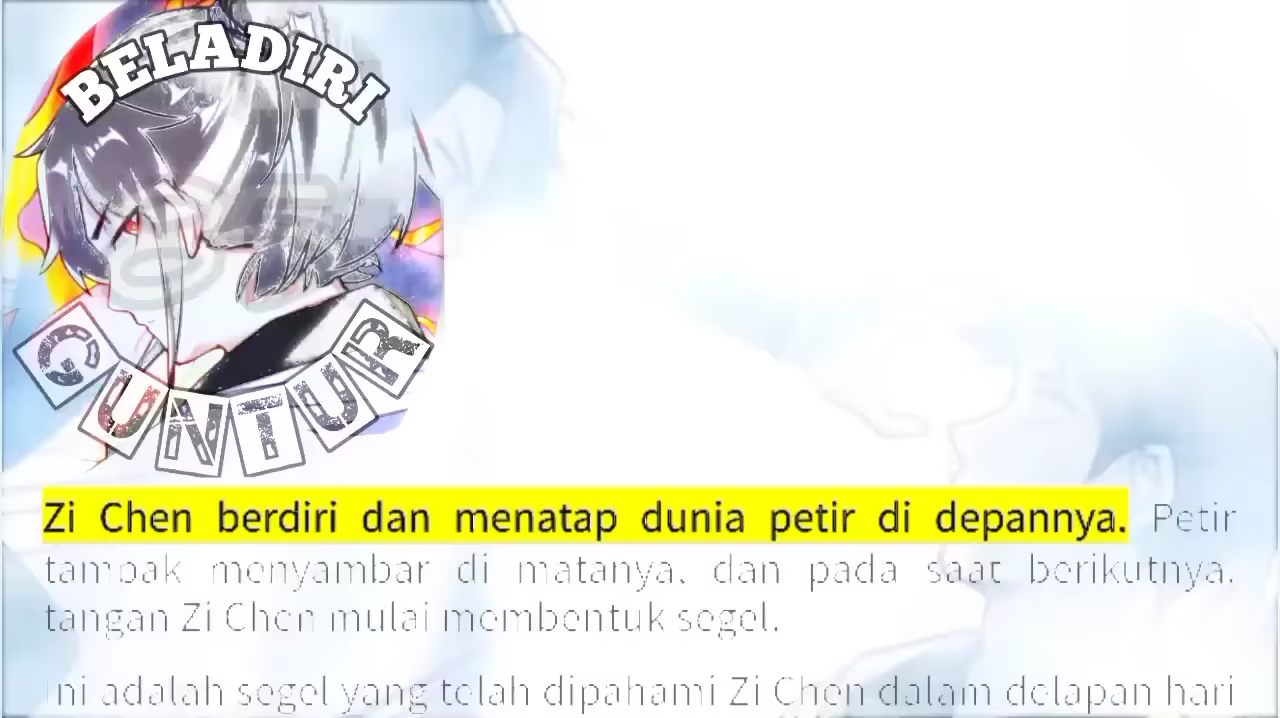 BELADIRI
GUNTUR
Zi Chen berdiri dan menatap dunia petir di depannya. Petir
tampak menyambar di matanya, dan pada saat berikutnya,
tangan Zi Chen mulai membentuk segel.
Ini adalah segel yang telah dipahami Zi Chen dalam delapan hari